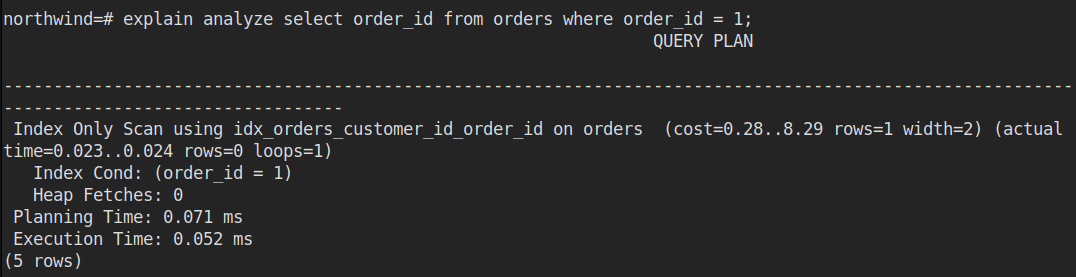 northwind=# explain analyze select order_id from orders where order_id = 1;
QUERY PLAN
-----------------------------------------------------------------------------------------------------------
----------------------------------
Index Only Scan using idx_orders_customer_id_order_id on orders  (cost=0.28..8.29 rows=1 width=2) (actual
time=0.023..0.024 rows=0 loops=1)
Index Cond: (order_id = 1)
Heap Fetches: 0
Planning Time: 0.071 ms
Execution Time: 0.052 ms
(5 rows)